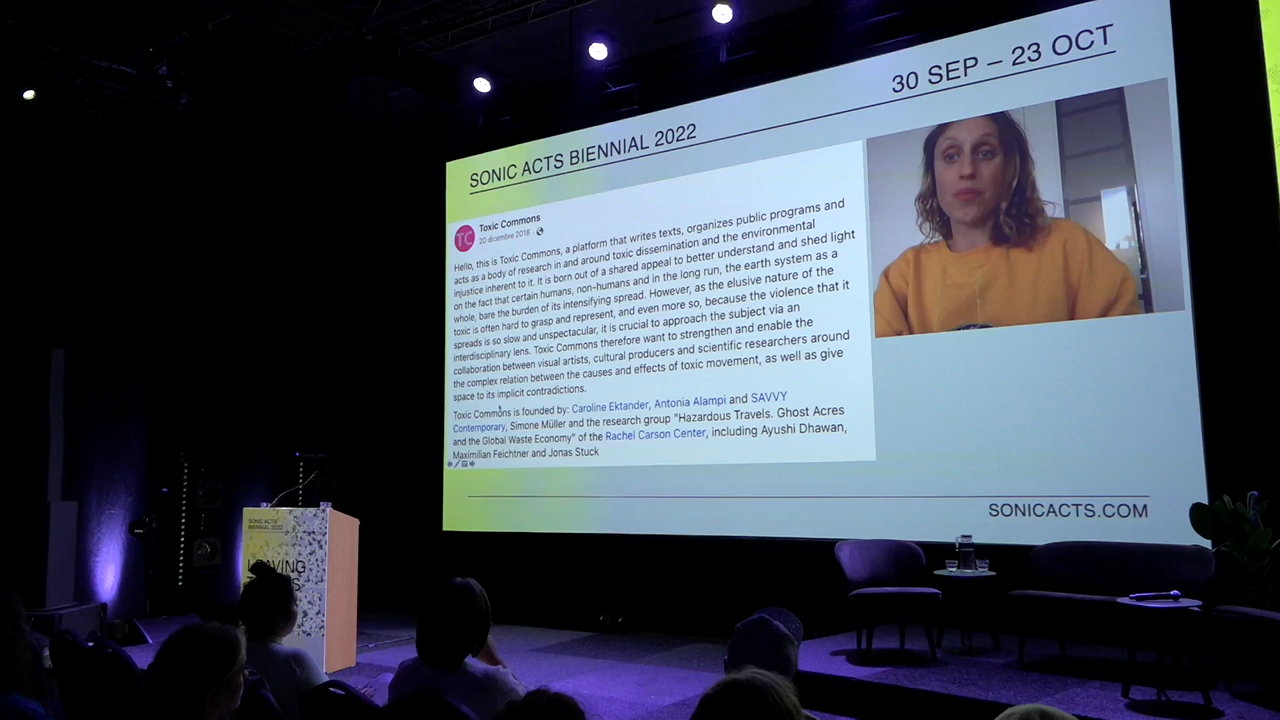 30 SEP – 23 OCT
SONIC ACTS BIENNIAL 2022
TC
Toxic Commons
20 dicembre 2018 ·
Hello, this is Toxic Commons, a platform that writes texts, organizes public programs and
acts as a body of research in and around toxic dissemination and the environmental
injustice inherent to it. It is born out of a shared appeal to better understand and shed light
on the fact that certain humans, non-humans and in the long run, the earth system as a
whole, bare the burden of its intensifying spread. However, as the elusive nature of the
toxic is often hard to grasp and represent, and even more so, because the violence that it
spreads is so slow and unspectacular, it is crucial to approach the subject via an
interdisciplinary lens. Toxic Commons therefore want to strengthen and enable the
collaboration between visual artists, cultural producers and scientific researchers around
the complex relation between the causes and effects of toxic movement, as well as give
space to its implicit contradictions.
Toxic Commons is founded by: Caroline Ektander, Antonia Alampi and SAVVY
Contemporary, Simone Müller and the research group "Hazardous Travels. Ghost Acres
and the Global Waste Economy" of the Rachel Carson Center, including Ayushi Dhawan,
Maximilian Feichtner and Jonas Stuck
SONICACTS.COM
SONIC ACTS
BIENNIAL 2022